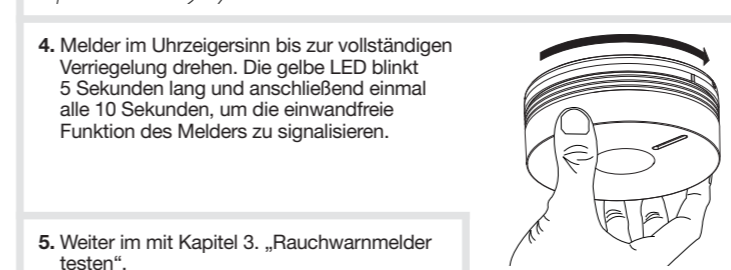 4. Melder im Uhrzeigersinn bis zur vollständigen
Verriegelung drehen. Die gelbe LED blinkt
5 Sekunden lang und anschließend einmal
alle 10 Sekunden, um die einwandfreie
Funktion des Melders zu signalisieren.
5. Weiter im mit Kapitel 3. „Rauchwarnmelder
testen“.